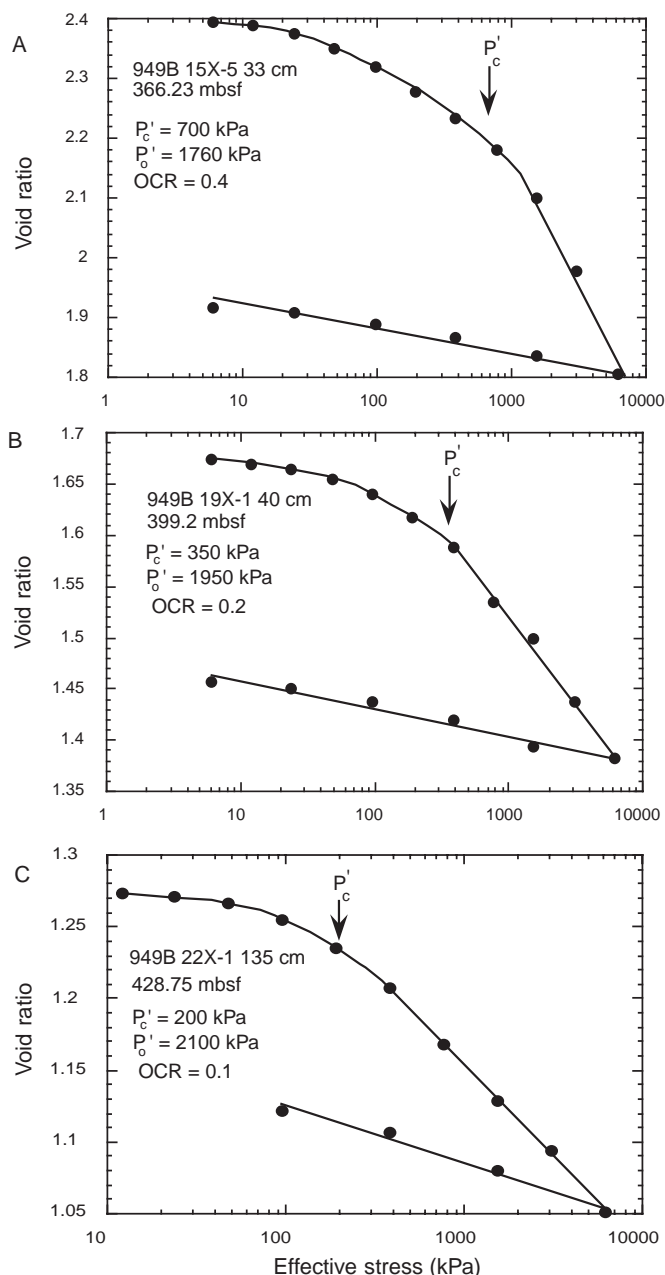 A
2.4
2.3
2.2
2.1
2
1.9
1.8
Void ratio
949B 15X-5 33 cm
366.23 mbsf
P'c = 700 kPa
P'o = 1760 kPa
OCR = 0.4
P'c
1 10 100 1000 10000
B
1.7
1.65
1.6
1.55
1.5
1.45
1.4
1.35
Void ratio
949B 19X-1 40 cm
399.2 mbsf
P'c = 350 kPa
P'o = 1950 kPa
OCR = 0.2
P'c
1 10 100 1000 10000
C
1.3
1.25
1.2
1.15
1.1
1.05
Void ratio
949B 22X-1 135 cm
428.75 mbsf
P'c = 200 kPa
P'o = 2100 kPa
OCR = 0.1
P'c
10 100 1000 10000
Effective stress (kPa)